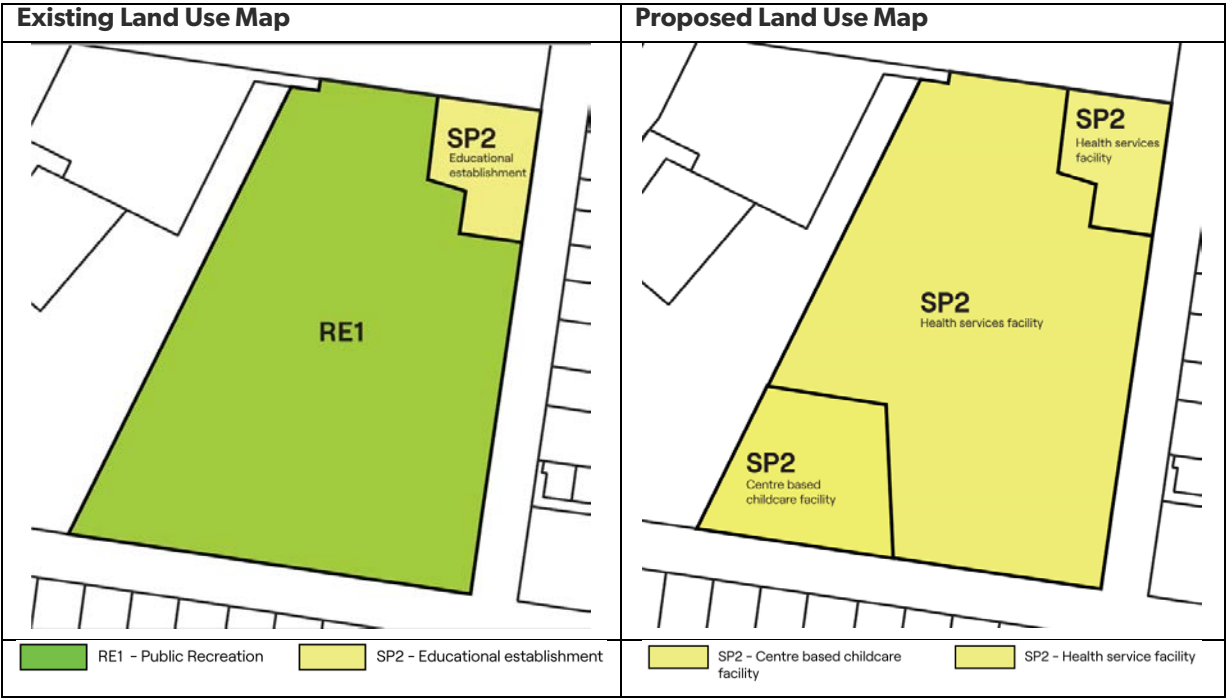 Existing Land Use Map
SP2
Educational
establishment
RE1
RE1 - Public Recreation
SP2 - Educational establishment
Proposed Land Use Map
SP2
Health services
facility
SP2
Health services facility
SP2
Centre based
childcare facility
SP2 - Centre based childcare
facility
SP2 - Health service facility